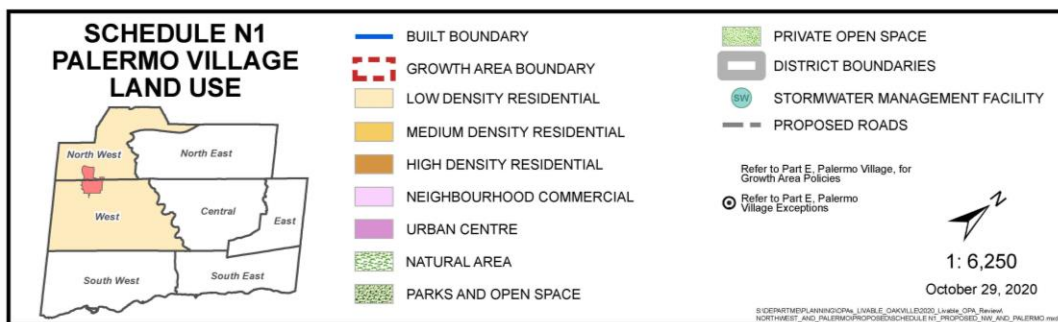 SCHEDULE N1
PALERMO VILLAGE
LAND USE
North West
North East
West
Central
East
South West
South East
BUILT BOUNDARY
GROWTH AREA BOUNDARY
LOW DENSITY RESIDENTIAL
MEDIUM DENSITY RESIDENTIAL
HIGH DENSITY RESIDENTIAL
NEIGHBOURHOOD COMMERCIAL
URBAN CENTRE
NATURAL AREA
PARKS AND OPEN SPACE
PRIVATE OPEN SPACE
DISTRICT BOUNDARIES
SW
STORMWATER MANAGEMENT FACILITY
PROPOSED ROADS
Refer to Part E, Palermo Village, for
Growth Area Policies
Refer to Part E, Palermo
Village Exceptions
N
1: 6,250
October 29, 2020